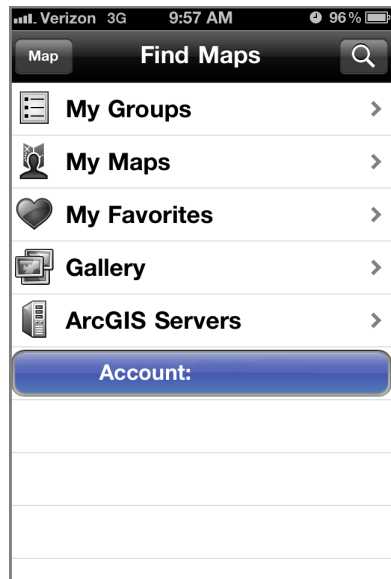 Verizon 3G 9:57 AM 96%
Map Find Maps
My Groups
My Maps
My Favorites
Gallery
ArcGIS Servers
Account: